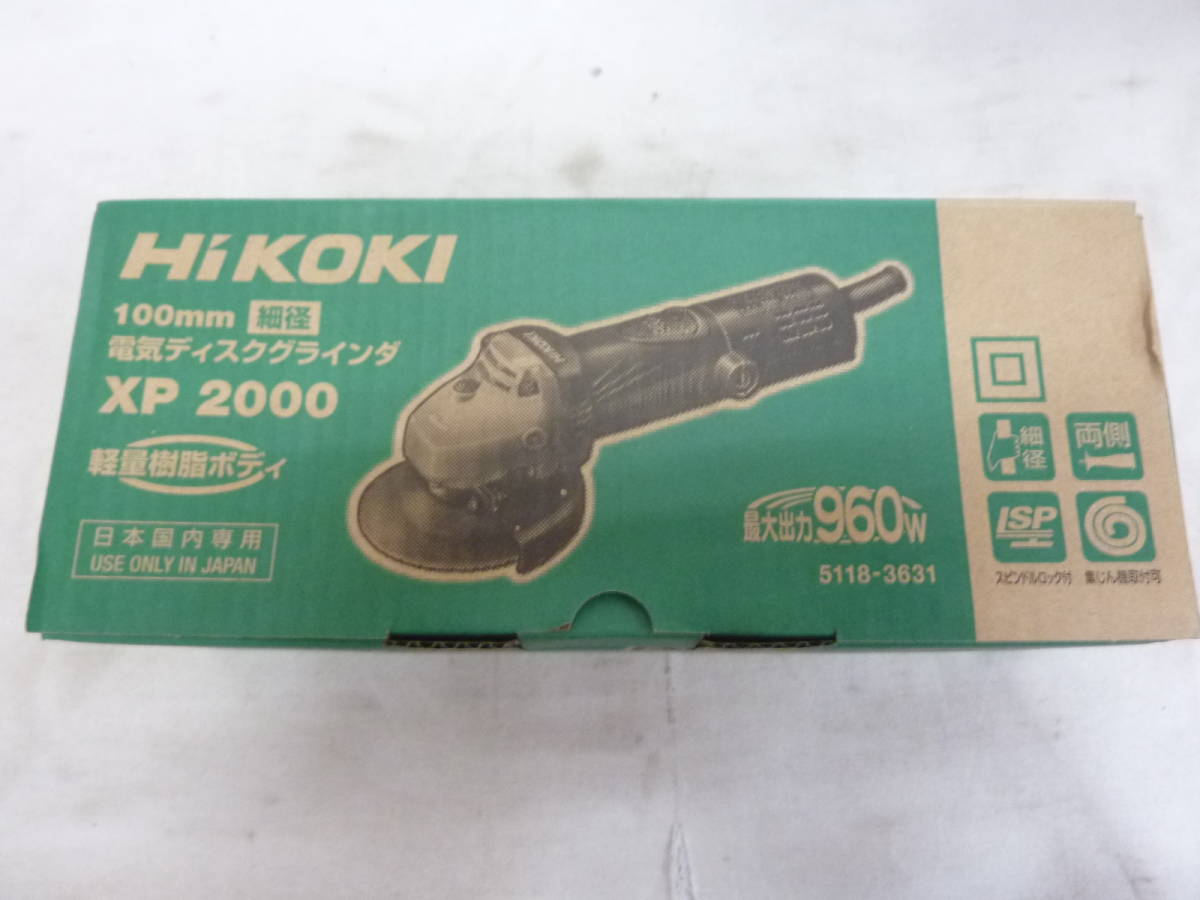 HiKOKI
100mm 細径
電気ディスクグラインダ
XP 2000
軽量樹脂ボディ
日本国内専用
USE ONLY IN JAPAN
HiKOKI
最大出力960W
5118-3631
細径
両側
LSP
スピンドルロック付
集じん機取付可